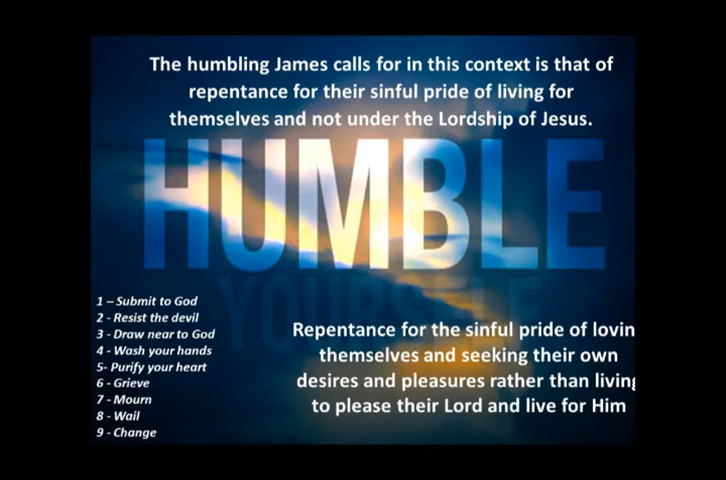 The humbling James calls for in this context is that of
repentance for their sinful pride of living for
themselves and not under the Lordship of Jesus.
HUMBLE
YOURSELF
1 – Submit to God
2 - Resist the devil
3 - Draw near to God
4 - Wash your hands
5- Purify your heart
6 - Grieve
7 - Mourn
8 - Wail
9 - Change
Repentance for the sinful pride of lovin
themselves and seeking their own
desires and pleasures rather than living
to please their Lord and live for Him